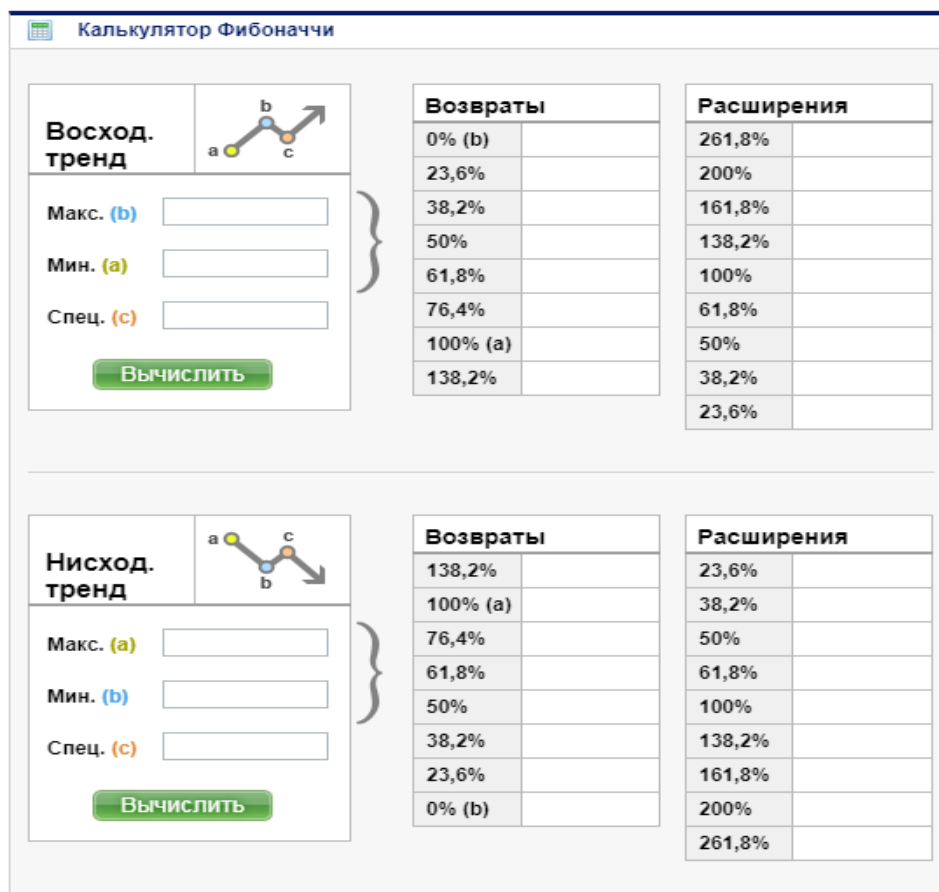 Калькулятор Фибоначчи
Восход.
тренд
a b c
Макс. (b)
Мин. (a)
Спец. (c)
Вычислить
Возвраты
0% (b)
23,6%
38,2%
50%
61,8%
76,4%
100% (a)
138,2%
Расширения
261,8%
200%
161,8%
138,2%
100%
61,8%
50%
38,2%
23,6%
Нисход.
тренд
a b c
Макс. (a)
Мин. (b)
Спец. (c)
Вычислить
Возвраты
138,2%
100% (a)
76,4%
61,8%
50%
38,2%
23,6%
0% (b)
Расширения
23,6%
38,2%
50%
61,8%
100%
138,2%
161,8%
200%
261,8%